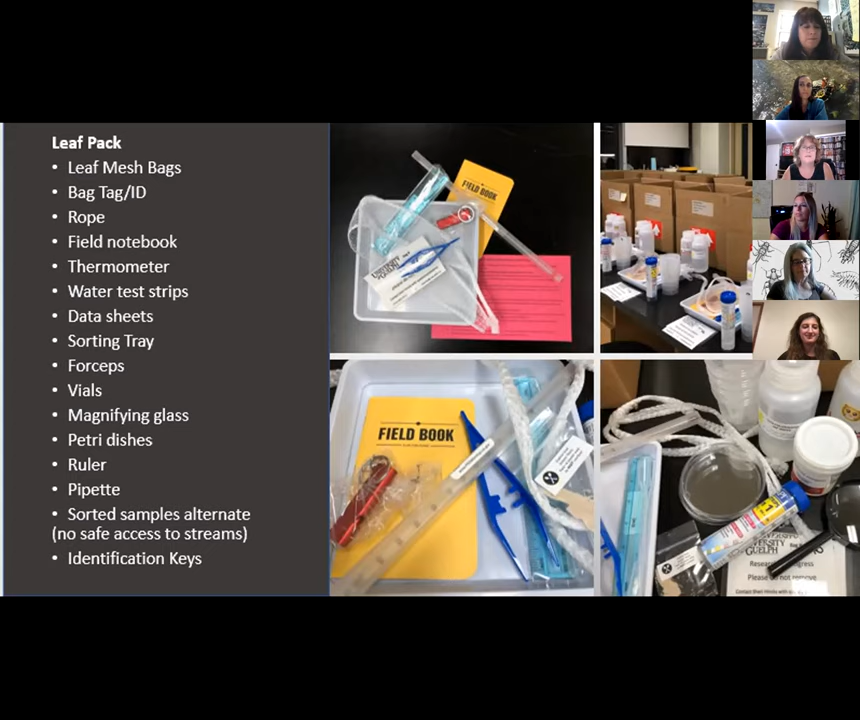 Leaf Pack
• Leaf Mesh Bags
• Bag Tag/ID
• Rope
• Field notebook
• Thermometer
• Water test strips
• Data sheets
• Sorting Tray
• Forceps
• Vials
• Magnifying glass
• Petri dishes
• Ruler
• Pipette
• Sorted samples alternate
(no safe access to streams)
• Identification Keys
FIELD BOOK
GUELPH
FIELD BOOK
GUELPH
Please do not remove